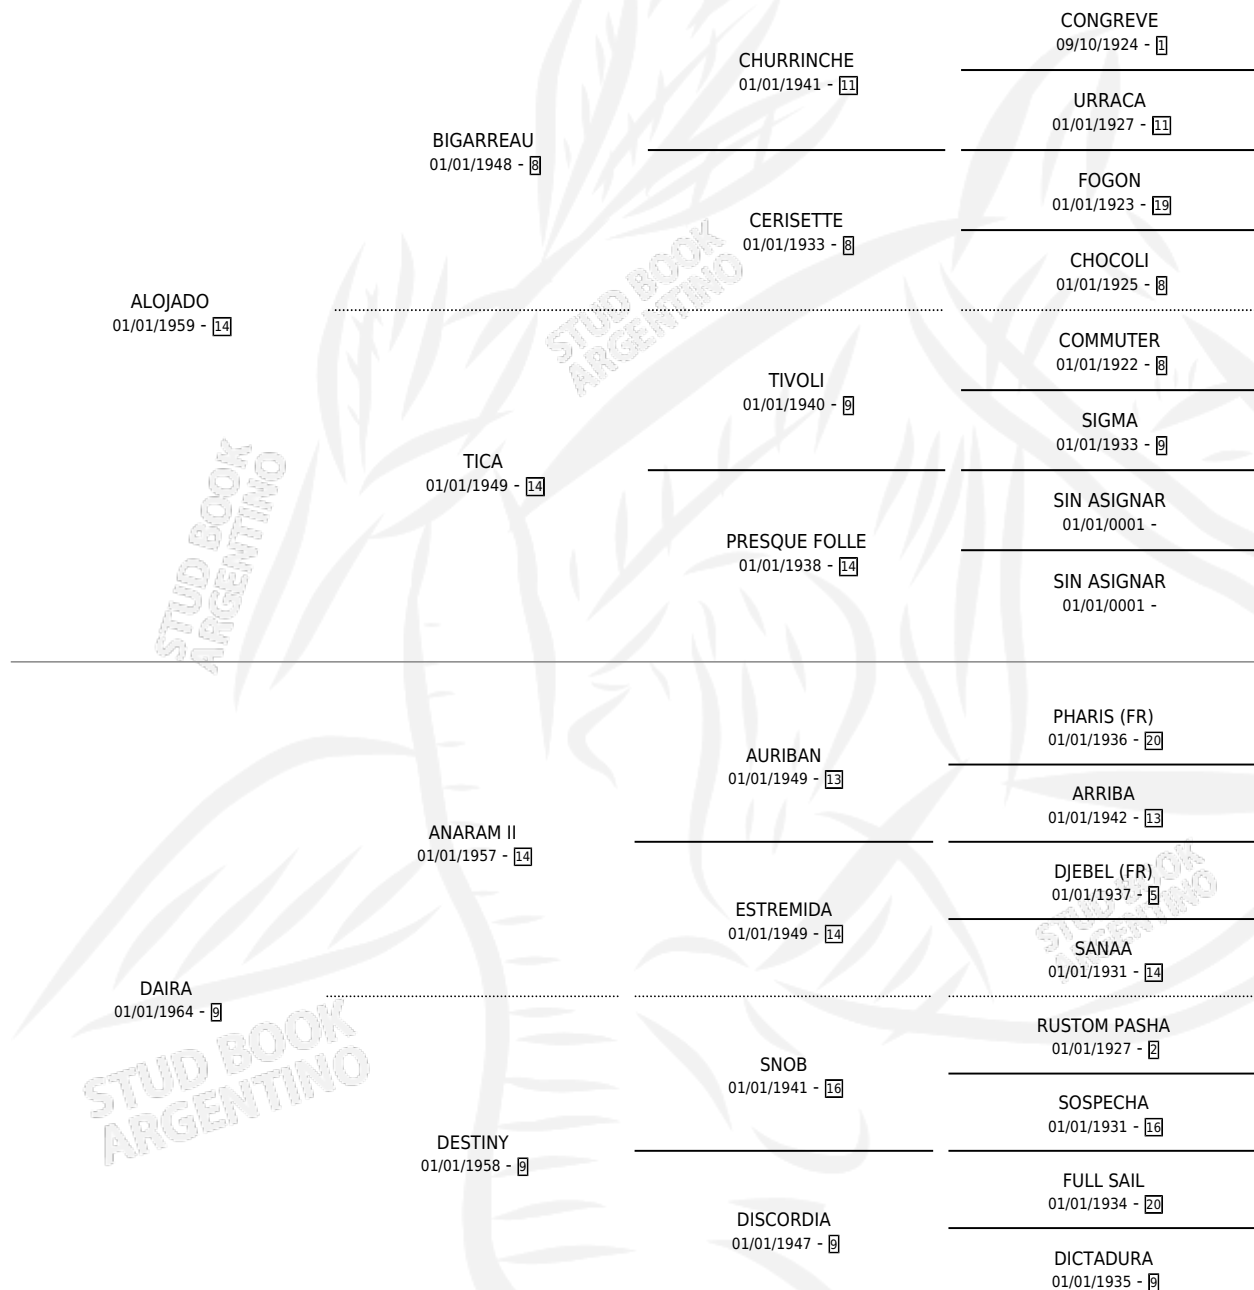 CONGREVE
09/10/1924 - 1
CHURRINCHE
01/01/1941 - 11
URRACA
01/01/1927 - 11
BIGARREAU
01/01/1948 - 8
FOGON
01/01/1923 - 19
CERISETTE
01/01/1933 - 8
CHOCOLI
01/01/1925 - 8
ALOJADO
01/01/1959 - 14
COMMUTER
01/01/1922 - 8
TIVOLI
01/01/1940 - 9
SIGMA
01/01/1933 - 9
TICA
01/01/1949 - 14
SIN ASIGNAR
01/01/0001 -
PRESQUE FOLLE
01/01/1938 - 14
SIN ASIGNAR
01/01/0001 -
PHARIS (FR)
01/01/1936 - 20
AURIBAN
01/01/1949 - 13
ARRIBA
01/01/1942 - 13
ANARAM II
01/01/1957 - 14
DJEBEL (FR)
01/01/1937 - 5
ESTREMIDA
01/01/1949 - 14
SANAA
01/01/1931 - 14
DAIRA
01/01/1964 - 9
RUSTOM PASHA
01/01/1927 - 2
SNOB
01/01/1941 - 16
SOSPECHA
01/01/1931 - 16
DESTINY
01/01/1958 - 9
FULL SAIL
01/01/1934 - 20
DISCORDIA
01/01/1947 - 9
DICTADURA
01/01/1935 - 9
STUD BOOK
ARGENTINO
STUD BOOK
ARGENTINO
STUD BOOK
ARGENTINO
STUD BOOK
ARGENTINO